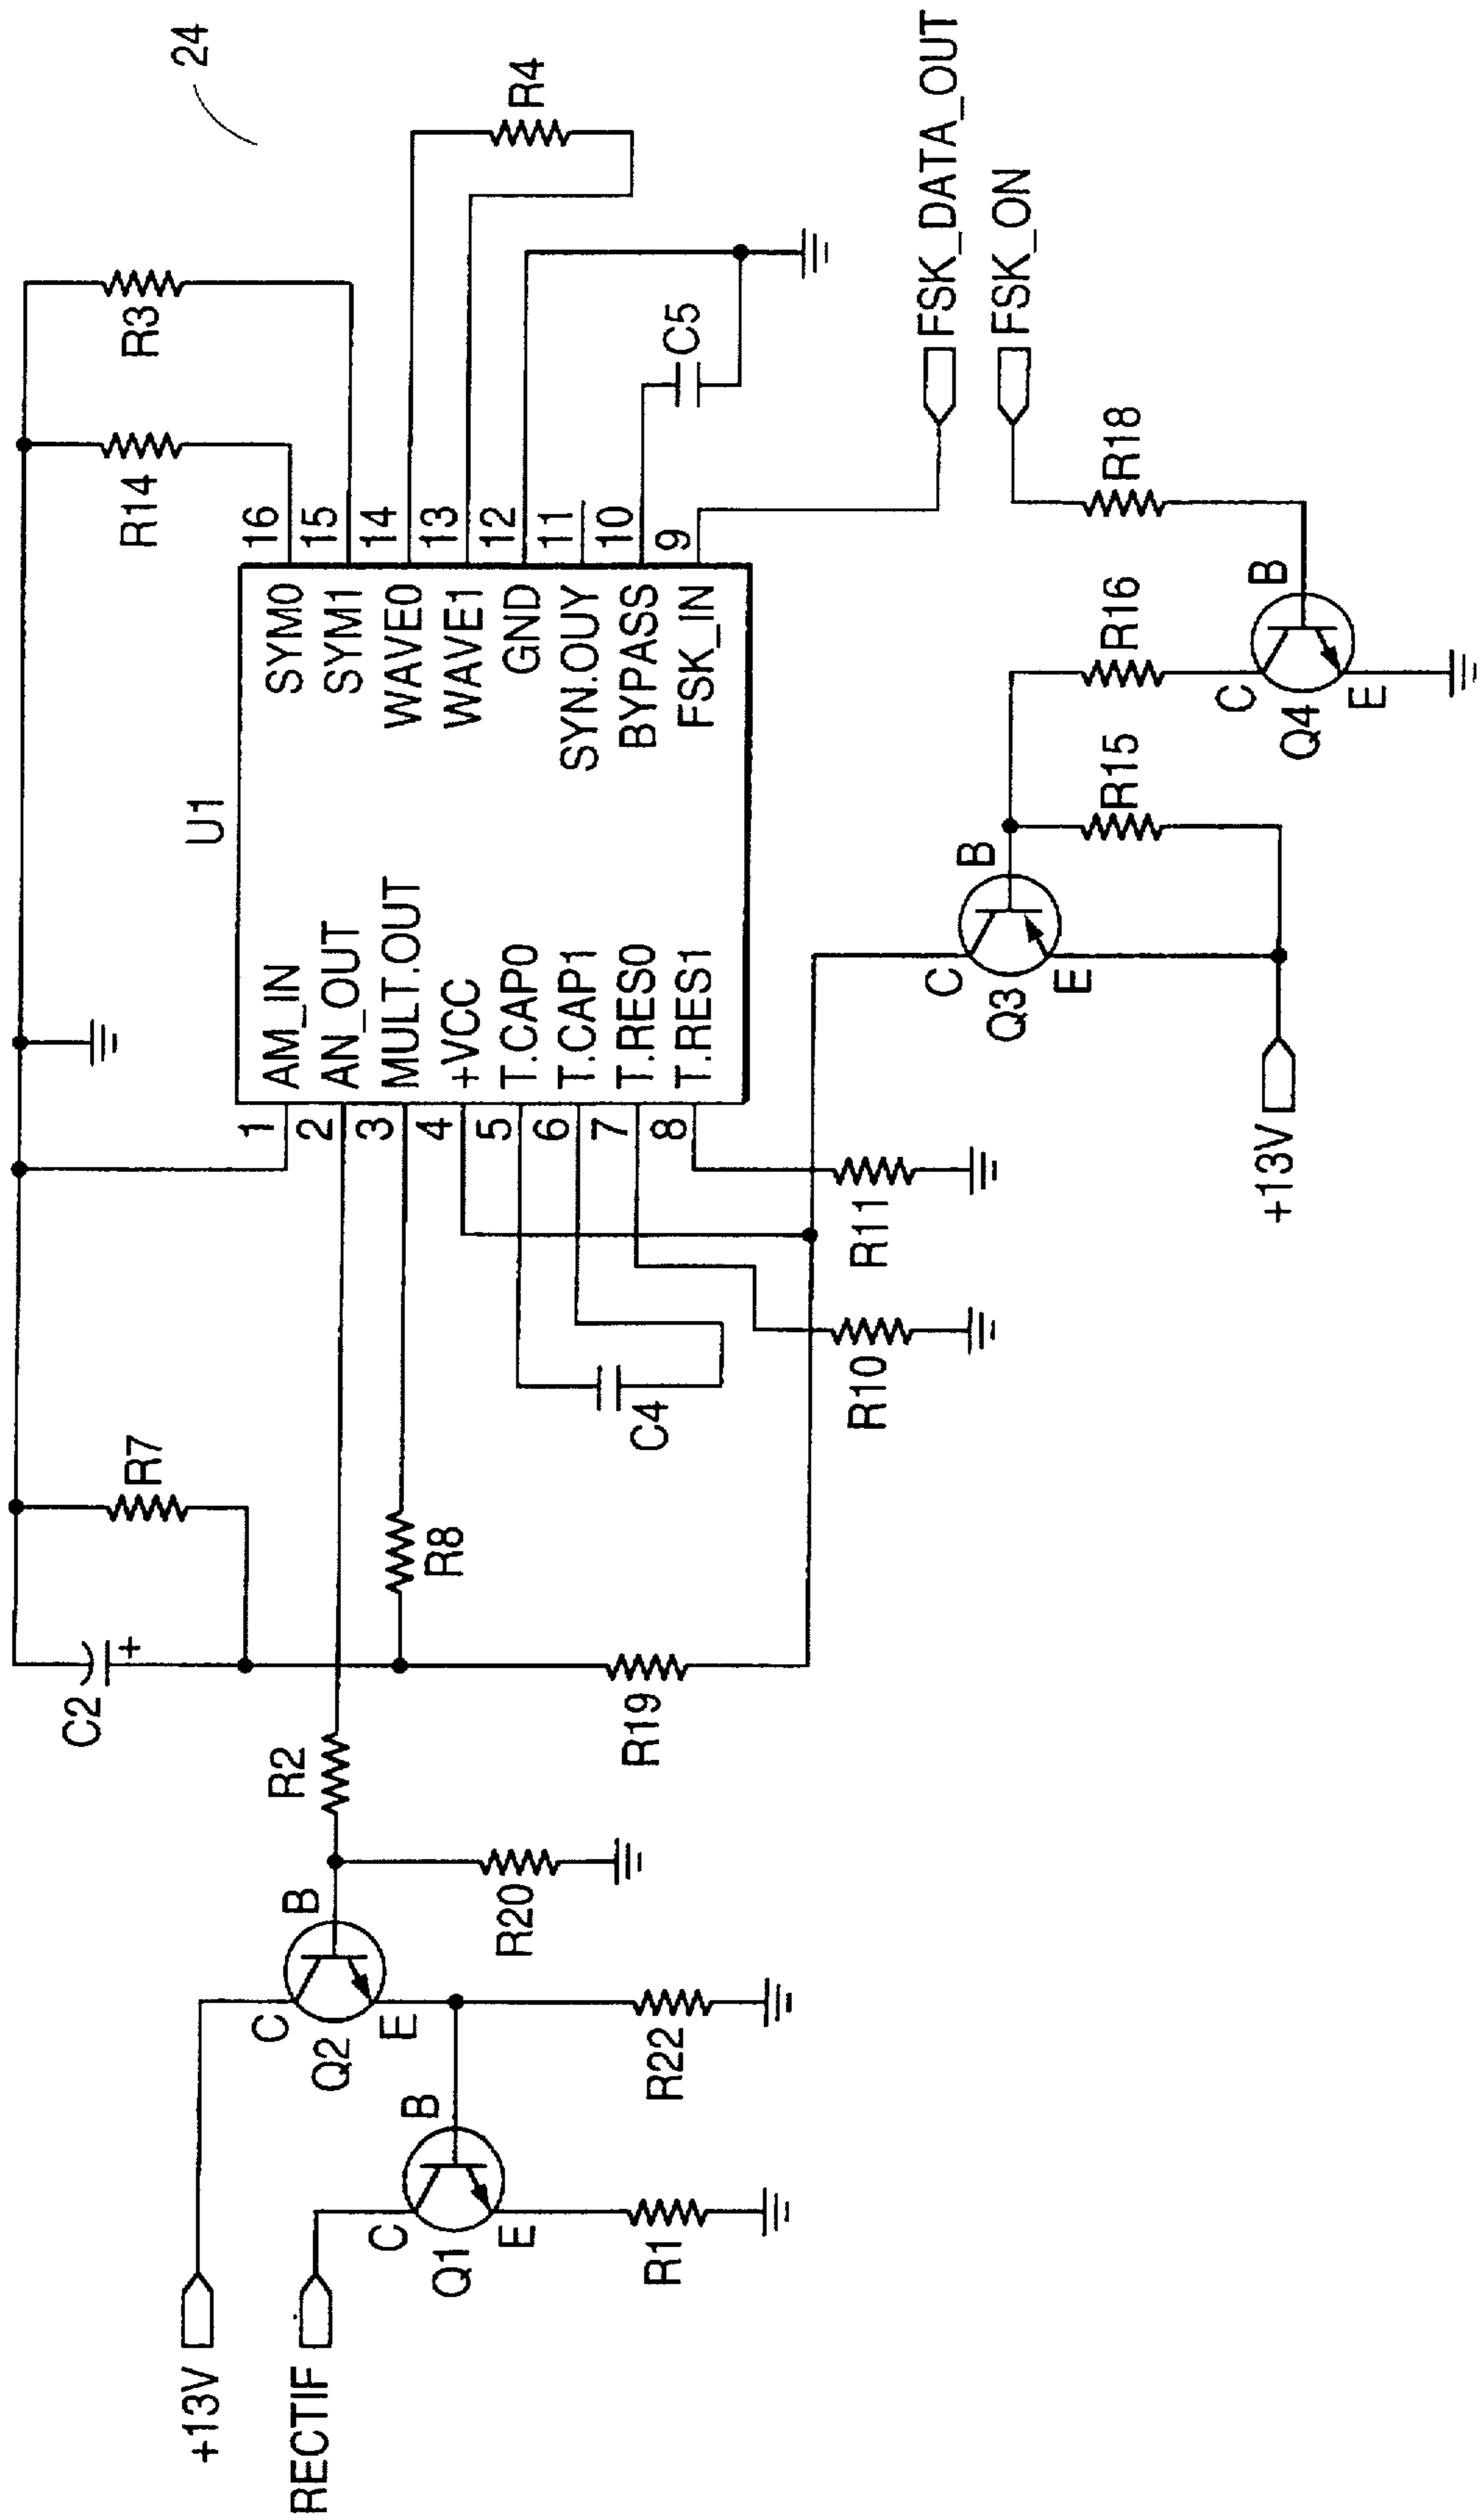 24
R3
R14
R4
U1
1
AM_IN
SYM0
16
2
AN_OUT
SYM1
15
3
MULT.OUT
WAVE0
14
4
+VCC
WAVE1
13
5
T.CAP0
GND
12
6
T.CAP1
SYN.OUY
11
7
T.RES0
BYPASS
10
8
T.RES1
FSK_IN
9
C5
C2
+
R7
R8
R2
R19
C4
R10
R11
+13V
RECTIF
C
B
E
Q2
R20
C
B
E
Q1
R22
R1
FSK_DATA_OUT
FSK_ON
C
B
E
Q3
R15
R16
R18
C
B
E
Q4
+13V